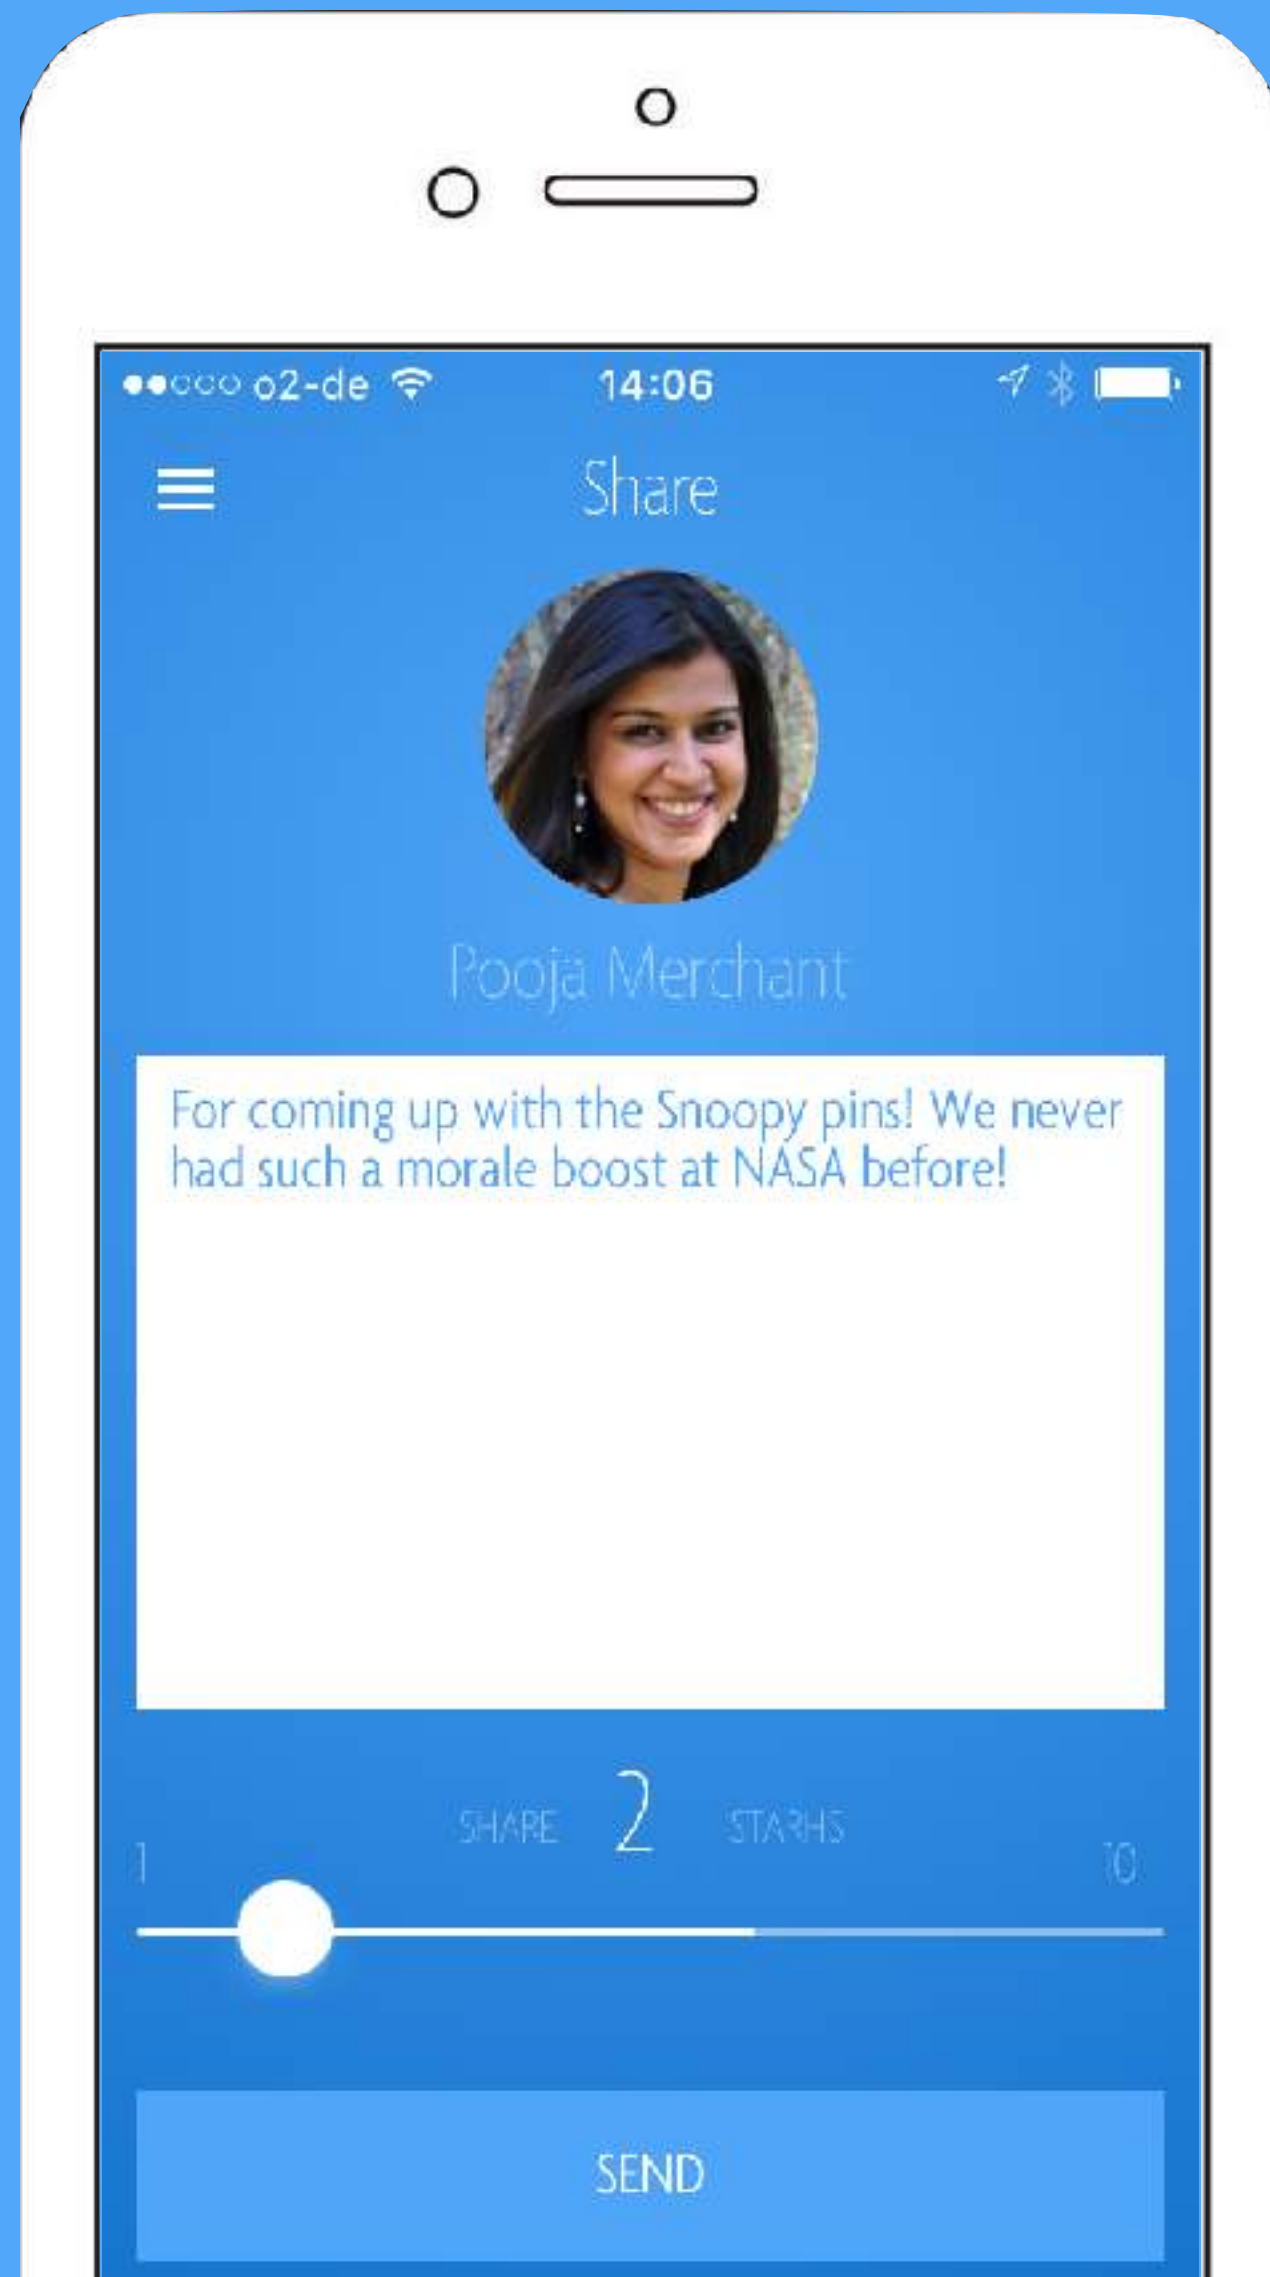 o2-de 14:06
Share
Pooja Merchant
For coming up with the Snoopy pins! We never
had such a morale boost at NASA before!
SHARE 2 STARHS
1 10
SEND